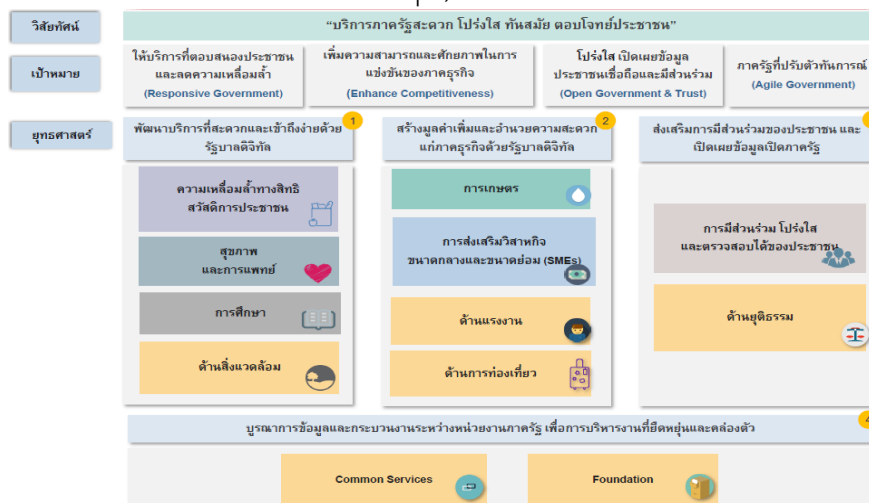 วิสัยทัศน์
“บริการภาครัฐสะดวก โปร่งใส ทันสมัย ตอบโจทย์ประชาชน”
เป้าหมาย
ให้บริการที่ตอบสนองประชาชน
และลดความเหลื่อมล้ำ
(Responsive Government)
เพิ่มความสามารถและศักยภาพในการ
แข่งขันของภาคธุรกิจ
(Enhance Competitiveness)
โปร่งใส เปิดเผยข้อมูล
ประชาชนเชื่อถือและมีส่วนร่วม
(Open Government & Trust)
ภาครัฐที่ปรับตัวทันการณ์
(Agile Government)
ยุทธศาสตร์
พัฒนาบริการที่สะดวกและเข้าถึงง่ายด้วย
รัฐบาลดิจิทัล
1
ความเหลื่อมล้ำทางสิทธิ
สวัสดิการประชาชน
สุขภาพ
และการแพทย์
การศึกษา
ด้านสิ่งแวดล้อม
สร้างมูลค่าเพิ่มและอำนวยความสะดวก
แก่ภาคธุรกิจด้วยรัฐบาลดิจิทัล
2
การเกษตร
การส่งเสริมวิสาหกิจ
ขนาดกลางและขนาดย่อม (SMEs)
ด้านแรงงาน
ด้านการท่องเที่ยว
ส่งเสริมการมีส่วนร่วมของประชาชน และ
เปิดเผยข้อมูลเปิดภาครัฐ
การมีส่วนร่วม โปร่งใส
และตรวจสอบได้ของประชาชน
ด้านยุติธรรม
บูรณาการข้อมูลและกระบวนงานระหว่างหน่วยงานภาครัฐ เพื่อการบริหารงานที่ยืดหยุ่นและคล่องตัว
4
Common Services
Foundation